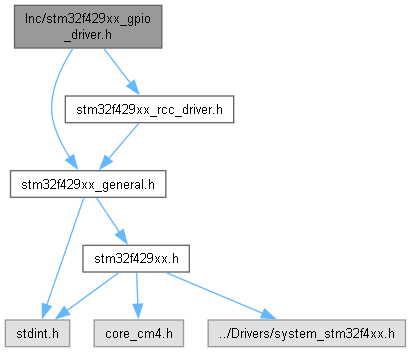 Inc/stm32f429xx_gpio
_driver.h
stm32f429xx_rcc_driver.h
stm32f429xx_general.h
stm32f429xx.h
stdint.h
core_cm4.h
../Drivers/system_stm32f4xx.h